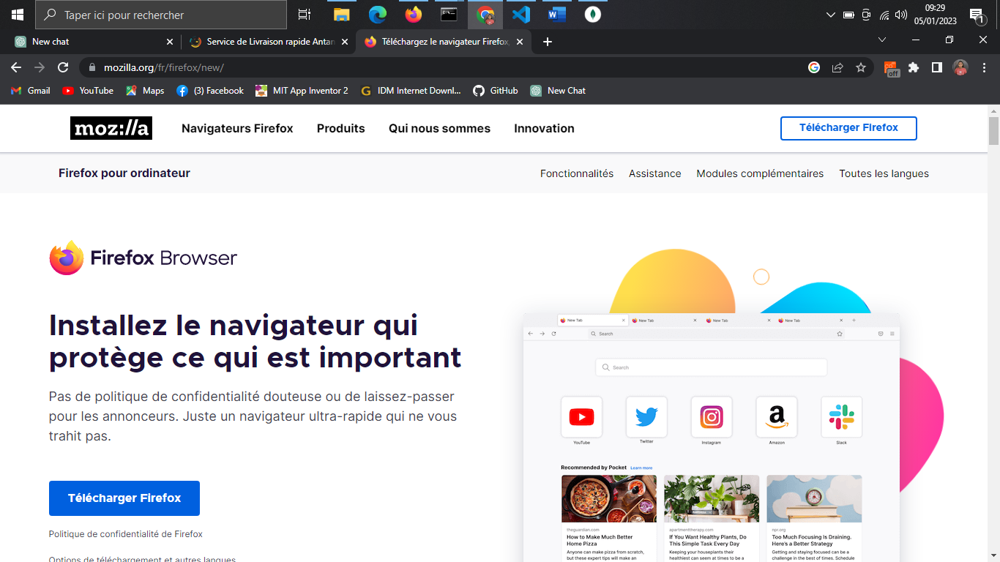 Taper ici pour rechercher
09:29
05/01/2023
1
New chat
Service de Livraison rapide Antan
Téléchargez le navigateur Firefox,
mozilla.org/fr/firefox/new/
off
Gmail
YouTube
Maps
(3) Facebook
MIT App Inventor 2
IDM Internet Downl...
GitHub
New Chat
moz://a
Navigateurs Firefox
Produits
Qui nous sommes
Innovation
Télécharger Firefox
Firefox pour ordinateur
Fonctionnalités
Assistance
Modules complémentaires
Toutes les langues
Firefox Browser
Installez le navigateur qui
protège ce qui est important
Pas de politique de confidentialité douteuse ou de laissez-passer
pour les annonceurs. Juste un navigateur ultra-rapide qui ne vous
trahit pas.
Télécharger Firefox
Politique de confidentialité de Firefox
Options de téléchargement et autres langues
New Tab
New Tab
New Tab
New Tab
Search
Search
YouTube
Twitter
Instagram
Amazon
Slack
Recommended by Pocket Learn more
theguardian.com
How to Make Much Better
Home Pizza
Anyone can make pizza from scratch,
but these expert tips will make an
apartmenttherapy.com
If You Want Healthy Plants, Do
This Simple Task Every Day
Keeping your houseplants their
healthiest can seem at times to be a
npr.org
Too Much Focusing Is Draining.
Here's a Better Strategy
Getting and staying focused can be a
challenge in the best of times. Schedule